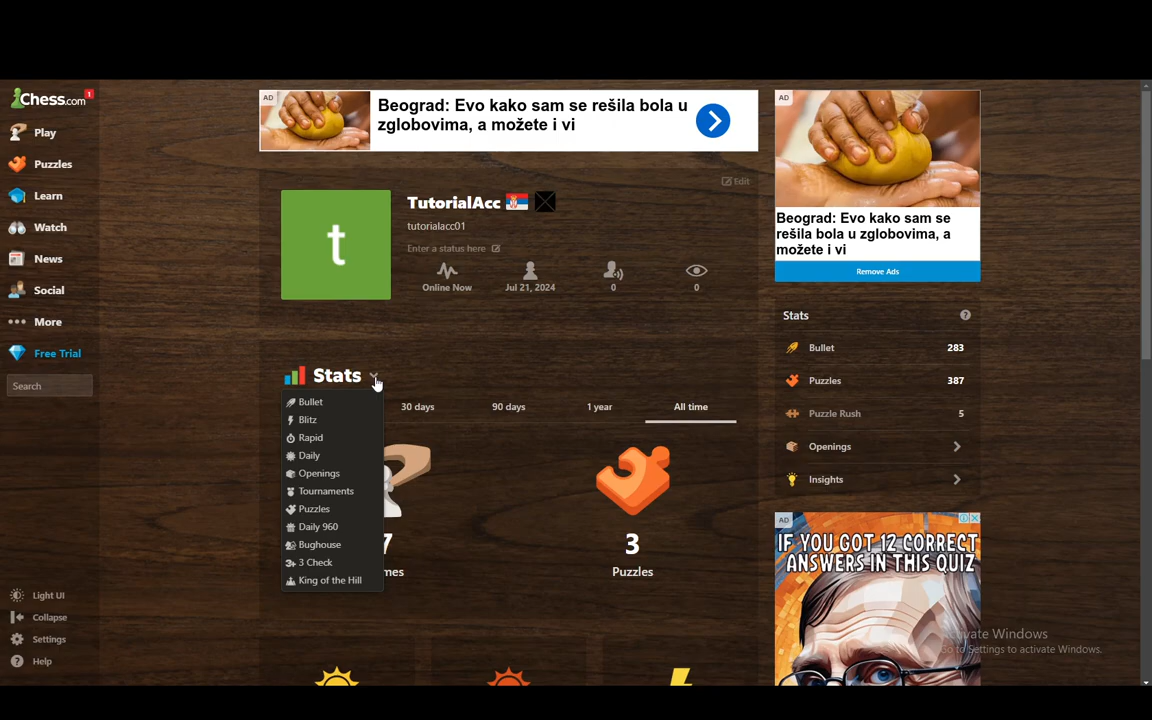 Chess.com 1
Play
Puzzles
Learn
Watch
News
Social
More
Free Trial
Search
Light UI
Collapse
Settings
Help
AD
Beograd: Evo kako sam se rešila bola u
zglobovima, a možete i vi
Edit
t
TutorialAcc
tutorialacc01
Enter a status here
Online Now
Jul 21, 2024
0
0
Stats
Bullet
Blitz
Rapid
Daily
Openings
Tournaments
Puzzles
Daily 960
Bughouse
3+ 3 Check
King of the Hill
30 days
90 days
1 year
All time
7
mes
3
Puzzles
AD
Beograd: Evo kako sam se
rešila bola u zglobovima, a
možete i vi
Remove Ads
Stats
Bullet 283
Puzzles 387
Puzzle Rush 5
Openings
Insights
AD
IF YOU GOT 12 CORRECT
ANSWERS IN THIS QUIZ
vate Windows
Go to Settings to activate Windows.